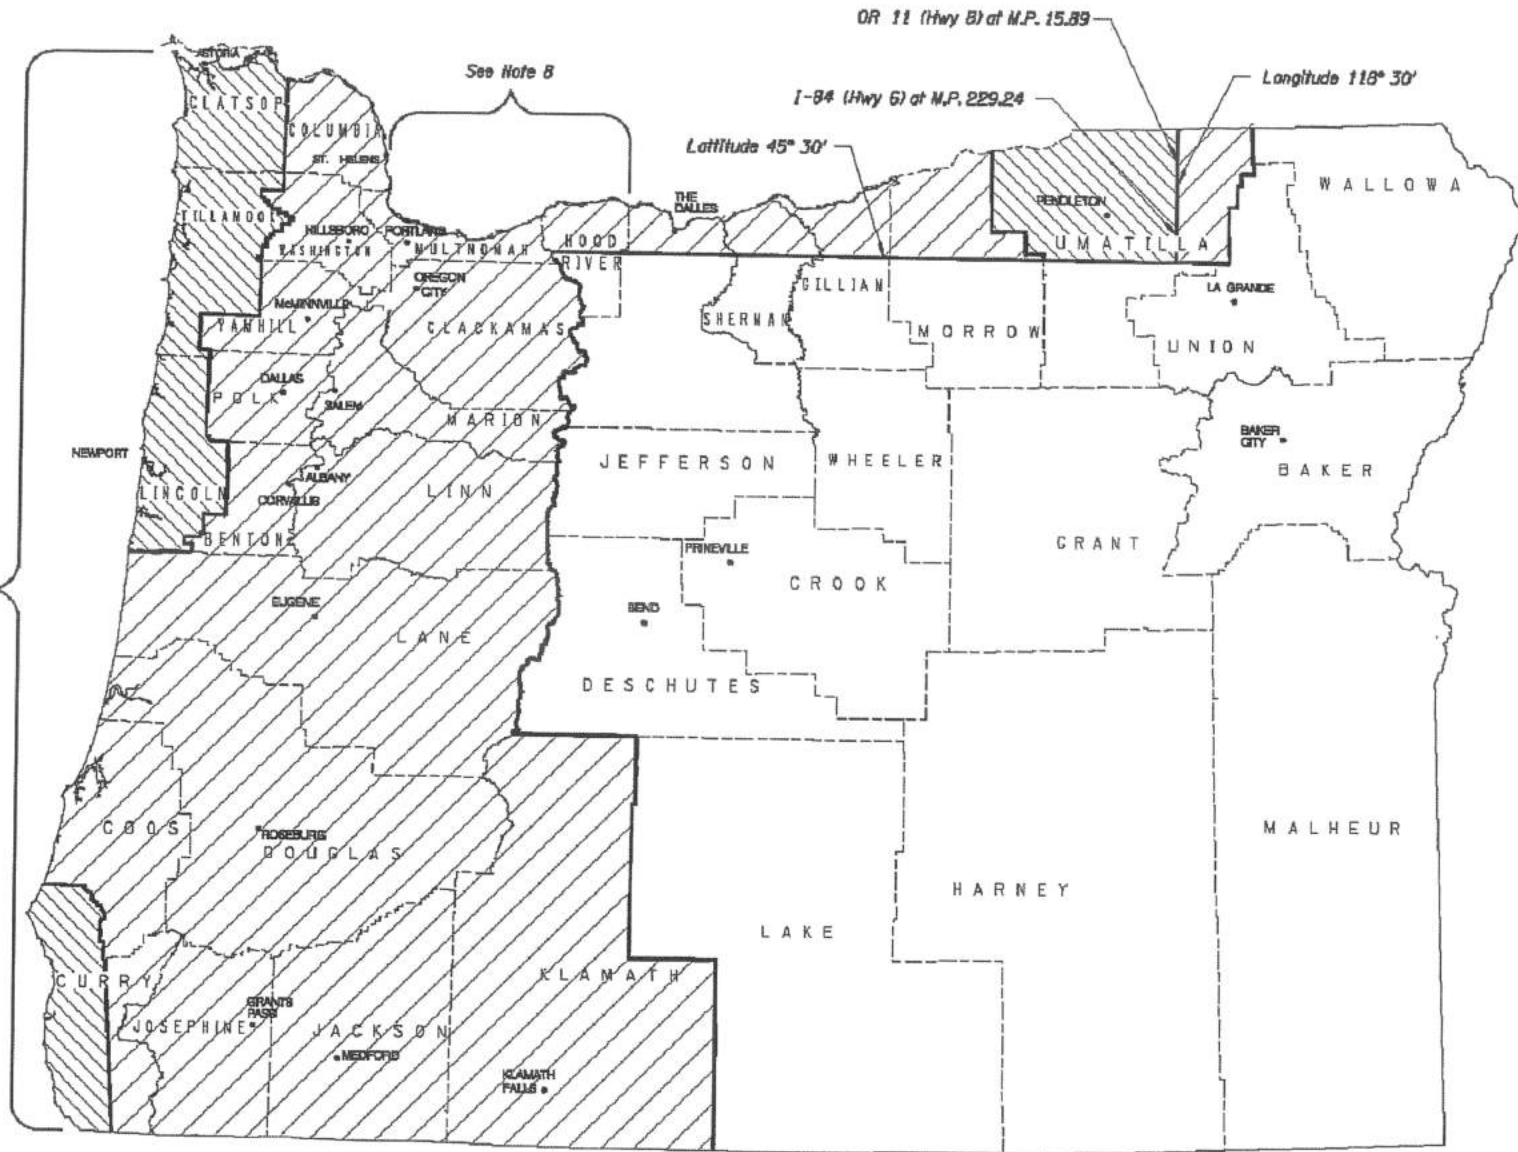 OR 11 (Hwy 8) at M.P. 15.89
See Note 8
Longitude 118° 30'
I-84 (Hwy 6) at M.P. 229.24
Lattitude 45° 30'
ASTORIA
CLATSOP
COLUMBIA
ST. HELENS
THE
DALLES
WALLOWA
PENDLETON
TILLAMOOK
HILLSBORO
PORTLAND
WASHINGTON
MULTNOMAH
HOOD
RIVER
UMATILLA
OREGON
CITY
GILLIAM
LA GRANDE
McMINNVILLE
YAMHILL
CLACKAMAS
SHERMAN
MORROW
UNION
DALLAS
POLK
SALEM
MARION
BAKER
CITY
BAKER
NEWPORT
JEFFERSON
WHEELER
ALBANY
LINN
LINCOLN
CORVALLIS
BENTON
GRANT
PRINEVILLE
CROOK
EUGENE
BEND
LANE
DESCHUTES
COOS
ROSEBURG
DOUGLAS
MALHEUR
HARNEY
LAKE
CURRY
KLAMATH
GRANTS
PASS
JOSEPHINE
JACKSON
MEDFORD
KLAMATH
FALLS